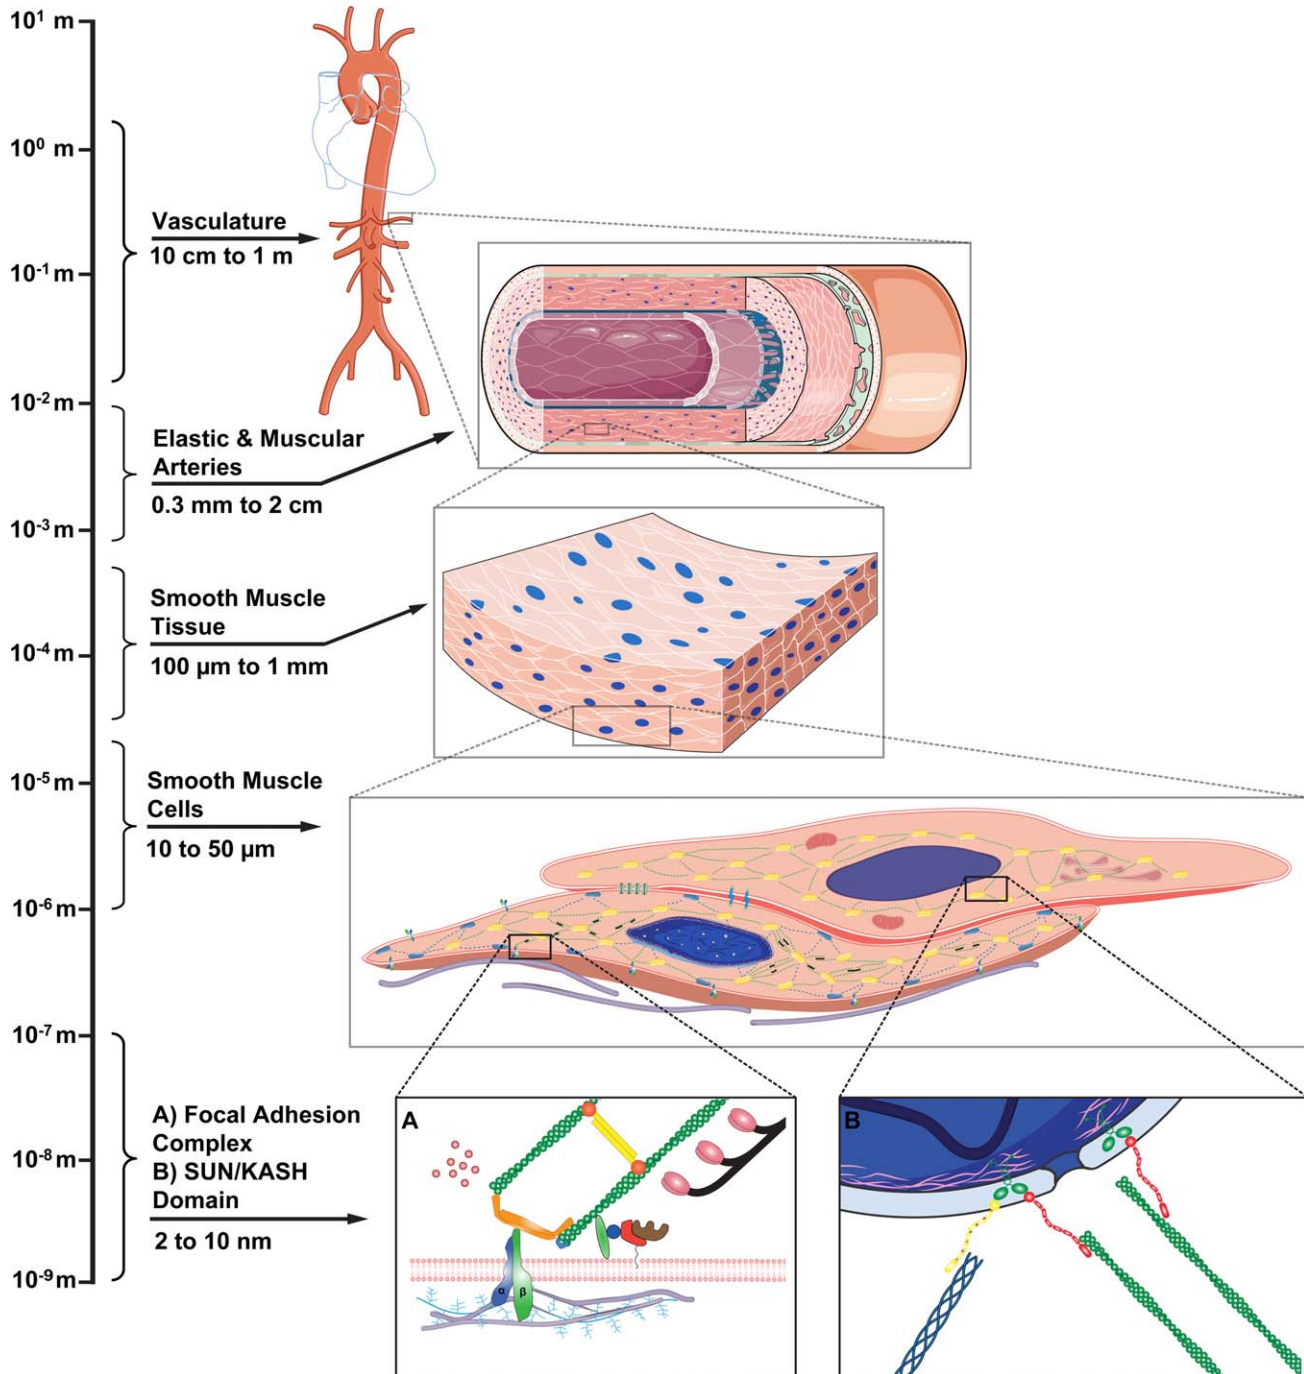 10¹ m
10⁰ m
Vasculature
10 cm to 1 m
10⁻¹ m
10⁻² m
Elastic & Muscular
Arteries
0.3 mm to 2 cm
10⁻³ m
Smooth Muscle
Tissue
100 µm to 1 mm
10⁻⁴ m
10⁻⁵ m
Smooth Muscle
Cells
10 to 50 µm
10⁻⁶ m
10⁻⁷ m
A) Focal Adhesion
Complex
B) SUN/KASH
Domain
2 to 10 nm
10⁻⁸ m
10⁻⁹ m
A
α
β
B